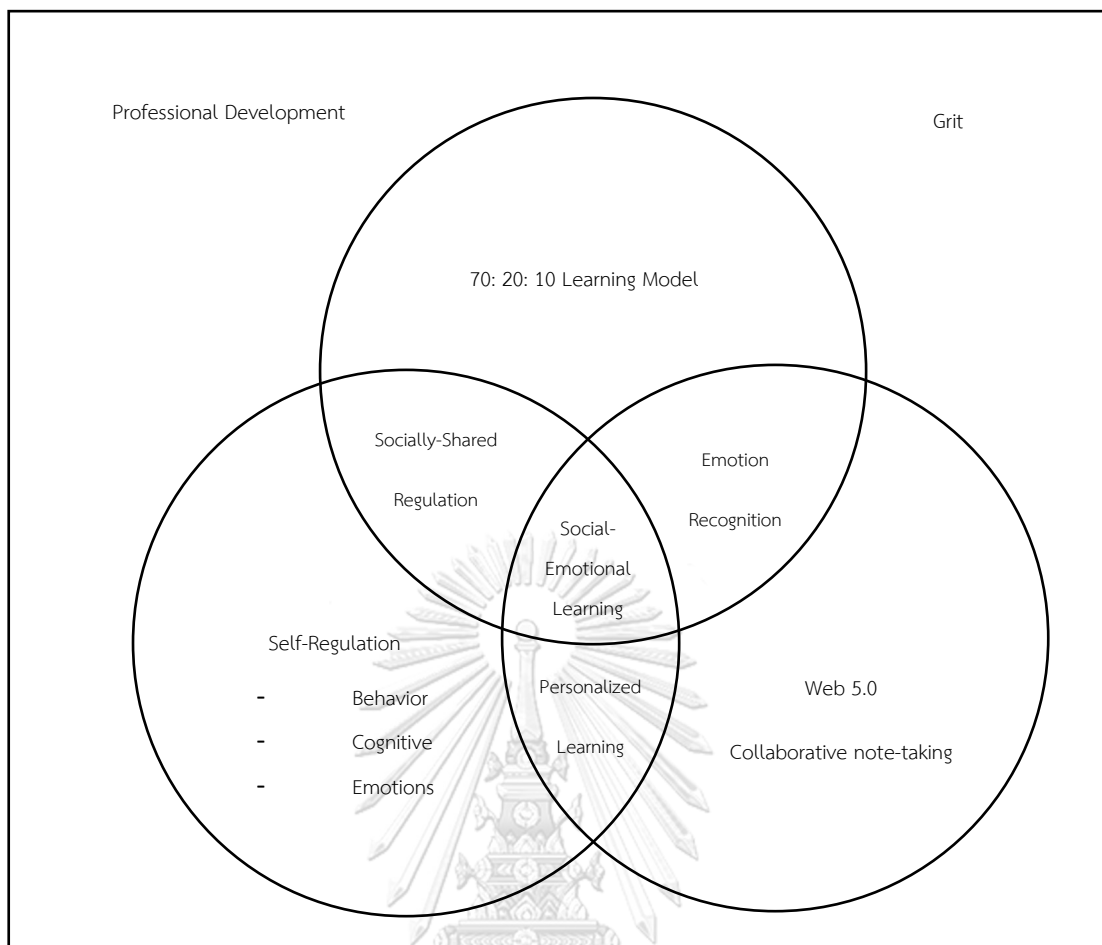 Professional Development
Grit
70: 20: 10 Learning Model
Socially-Shared
Regulation
Emotion
Recognition
Social-
Emotional
Learning
Self-Regulation
- Behavior
- Cognitive
- Emotions
Personalized
Learning
Web 5.0
Collaborative note-taking